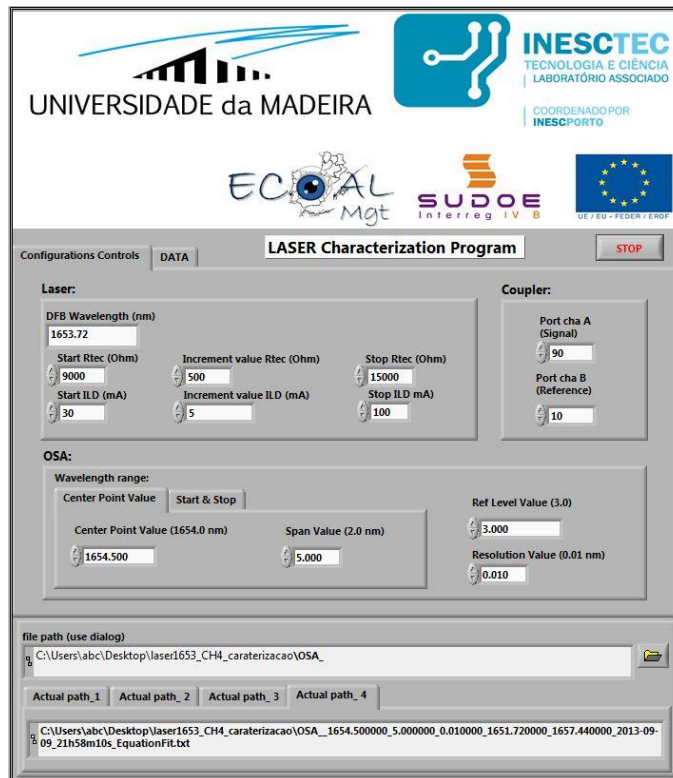 UNIVERSIDADE da MADEIRA
INESCTEC
TECNOLOGIA E CIÊNCIA
LABORATÓRIO ASSOCIADO
COORDENADO POR
INESCPORTO
ECOAL
Mgt
SUDOE
Interreg IV B
UE / EU - FEDER / ERDF
Configurations Controls
DATA
LASER Characterization Program
STOP
Laser:
DFB Wavelength (nm)
1653.72
Start Rtec (Ohm)
Increment value Rtec (Ohm)
Stop Rtec (Ohm)
9000
500
15000
Start ILD (mA)
Increment value ILD (mA)
Stop ILD mA)
30
5
100
Coupler:
Port cha A
(Signal)
90
Port cha B
(Reference)
10
OSA:
Wavelength range:
Center Point Value
Start & Stop
Center Point Value (1654.0 nm)
Span Value (2.0 nm)
1654.500
5.000
Ref Level Value (3.0)
3.000
Resolution Value (0.01 nm)
0.010
file path (use dialog)
C:\Users\abc\Desktop\laser1653_CH4_caraterizacao\OSA_
Actual path_1
Actual path_ 2
Actual path_ 3
Actual path_ 4
C:\Users\abc\Desktop\laser1653_CH4_caraterizacao\OSA__1654.500000_5.000000_0.010000_1651.720000_1657.440000_2013-09-
09_21h58m10s_EquationFit.txt